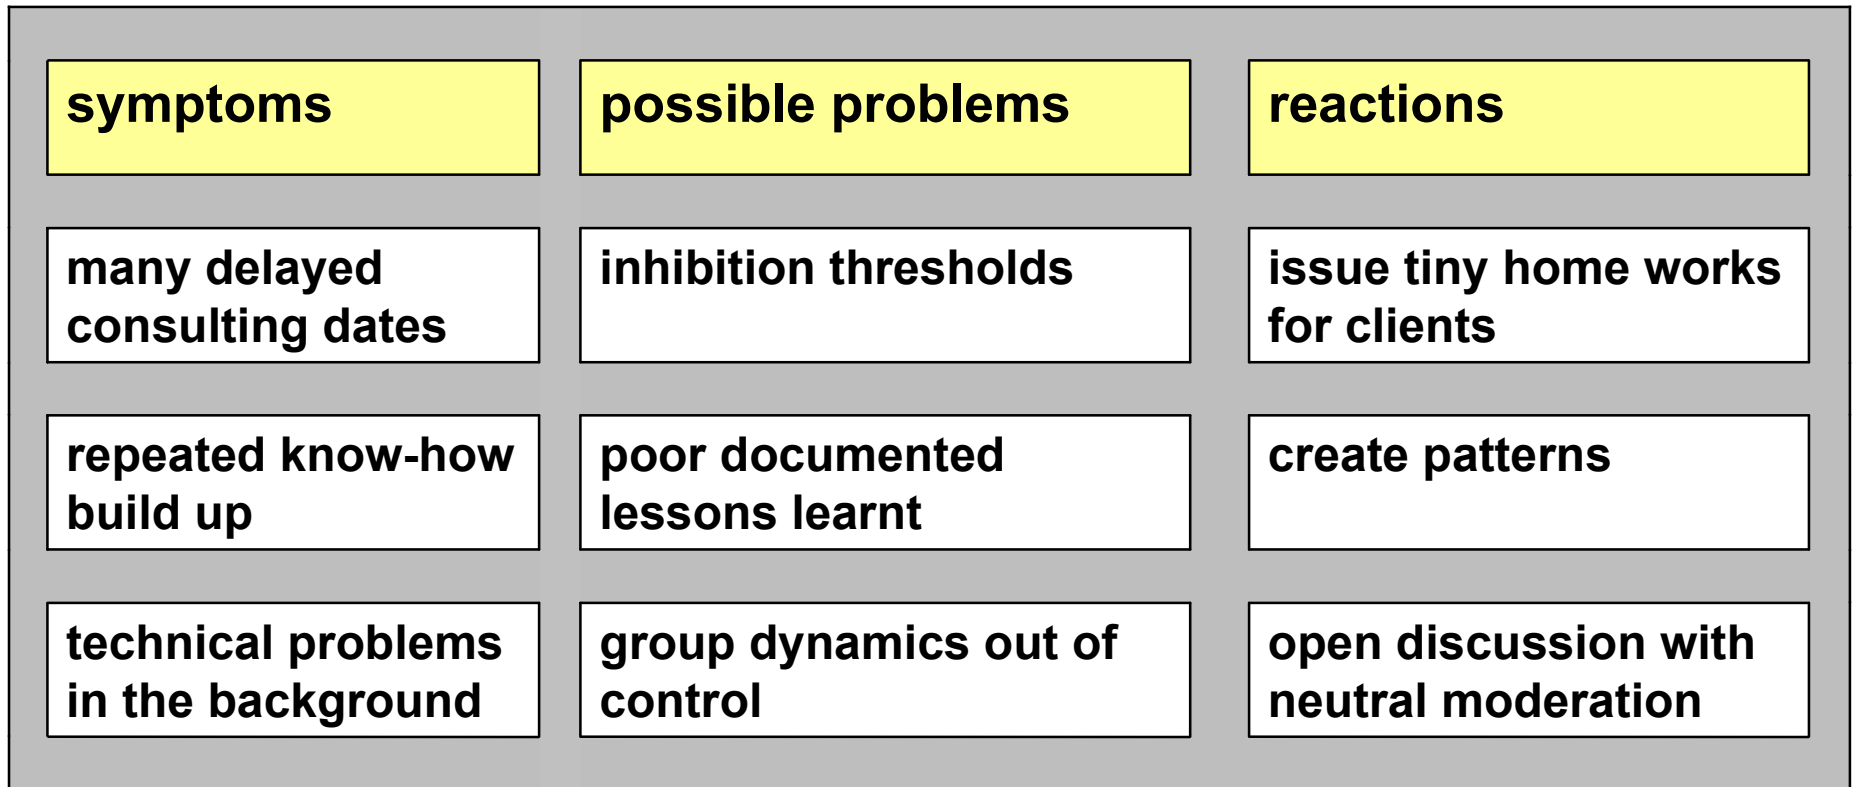 symptoms
possible problems
reactions
many delayed
consulting dates
inhibition thresholds
issue tiny home works
for clients
repeated know-how
build up
poor documented
lessons learnt
create patterns
technical problems
in the background
group dynamics out of
control
open discussion with
neutral moderation